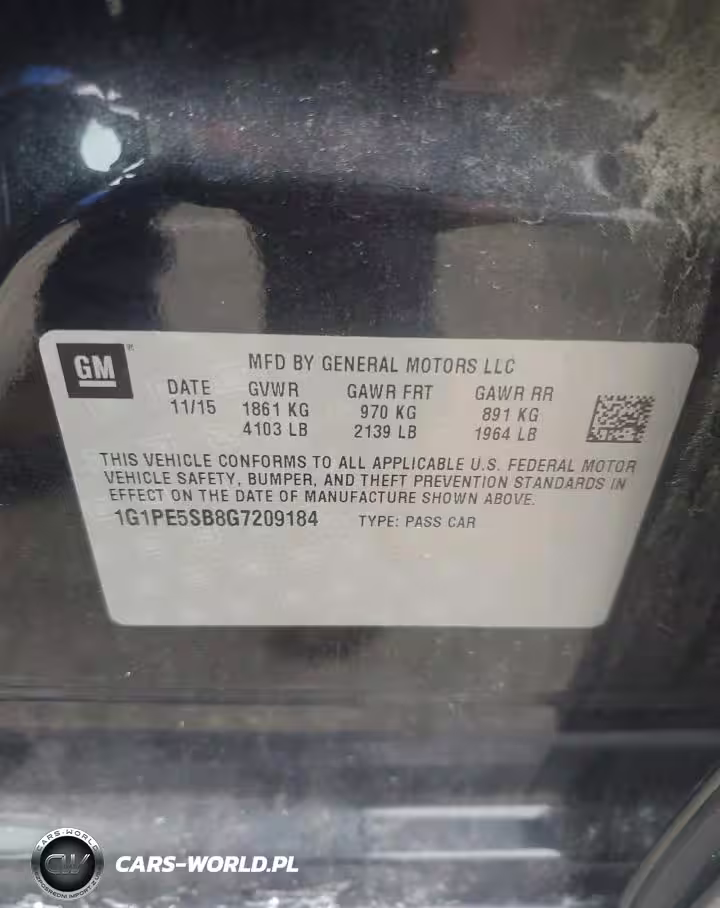 GM
MFD BY GENERAL MOTORS LLC
DATE GVWR GAWR FRT GAWR RR
11/15 1861 KG 970 KG 891 KG
4103 LB 2139 LB 1964 LB
THIS VEHICLE CONFORMS TO ALL APPLICABLE U.S. FEDERAL MOTOR
VEHICLE SAFETY, BUMPER, AND THEFT PREVENTION STANDARDS IN
EFFECT ON THE DATE OF MANUFACTURE SHOWN ABOVE.
1G1PE5SB8G7209184 TYPE: PASS CAR
CARS-WORLD
CW
CARS-WORLD.PL